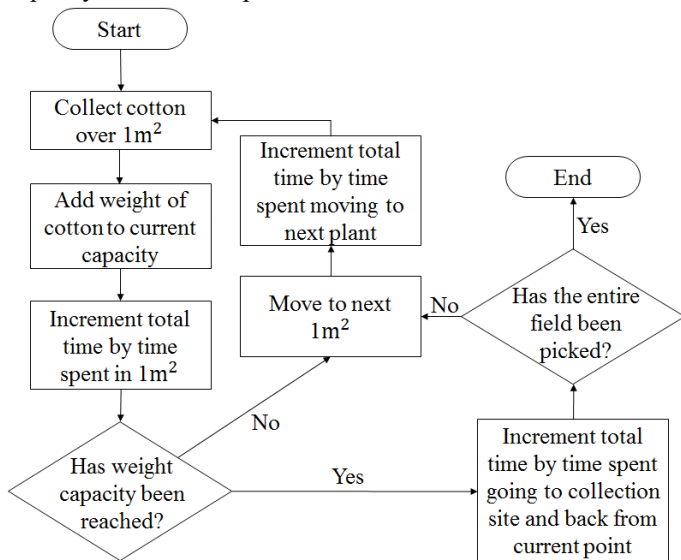 Start
Collect cotton
over 1m²
Add weight of
cotton to current
capacity
Increment total
time by time
spent in 1m²
Has weight
capacity been
reached?
No
Yes
Move to next
1m²
Increment total
time by time
spent moving to
next plant
Increment total
time by time spent
going to collection
site and back from
current point
Has the entire
field been
picked?
No
Yes
End